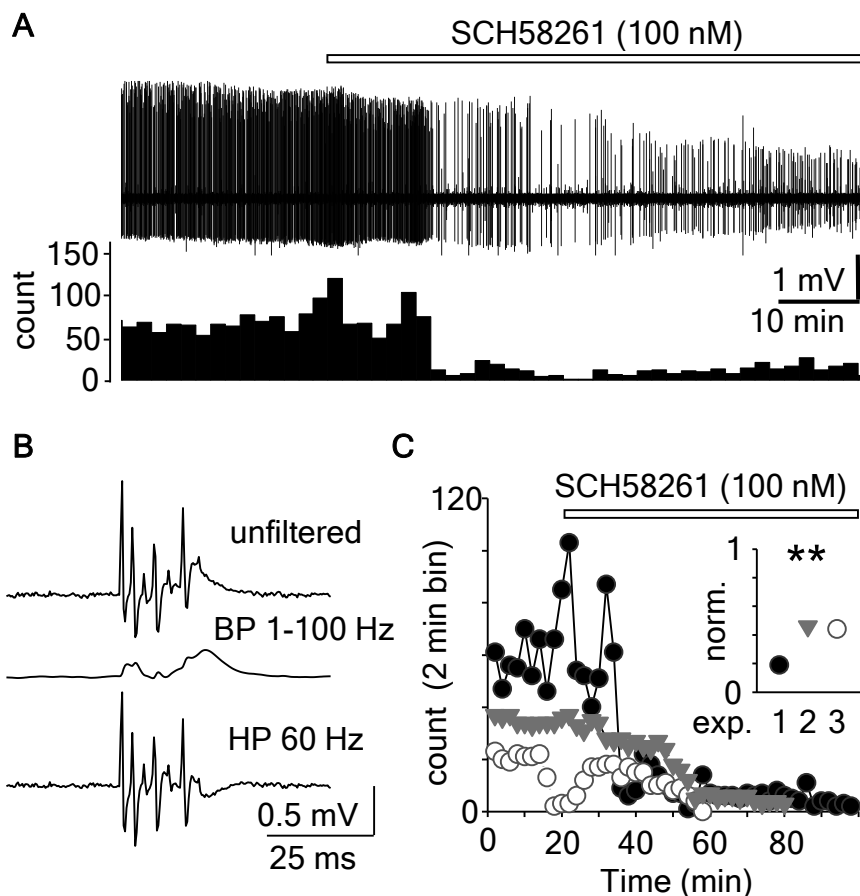 A
SCH58261 (100 nM)
150
100
50
0
count
1 mV
10 min
B
unfiltered
BP 1-100 Hz
HP 60 Hz
0.5 mV
25 ms
C
SCH58261 (100 nM)
120
0
count (2 min bin)
1
**
norm.
0
exp. 1 2 3
0 20 40 60 80
Time (min)